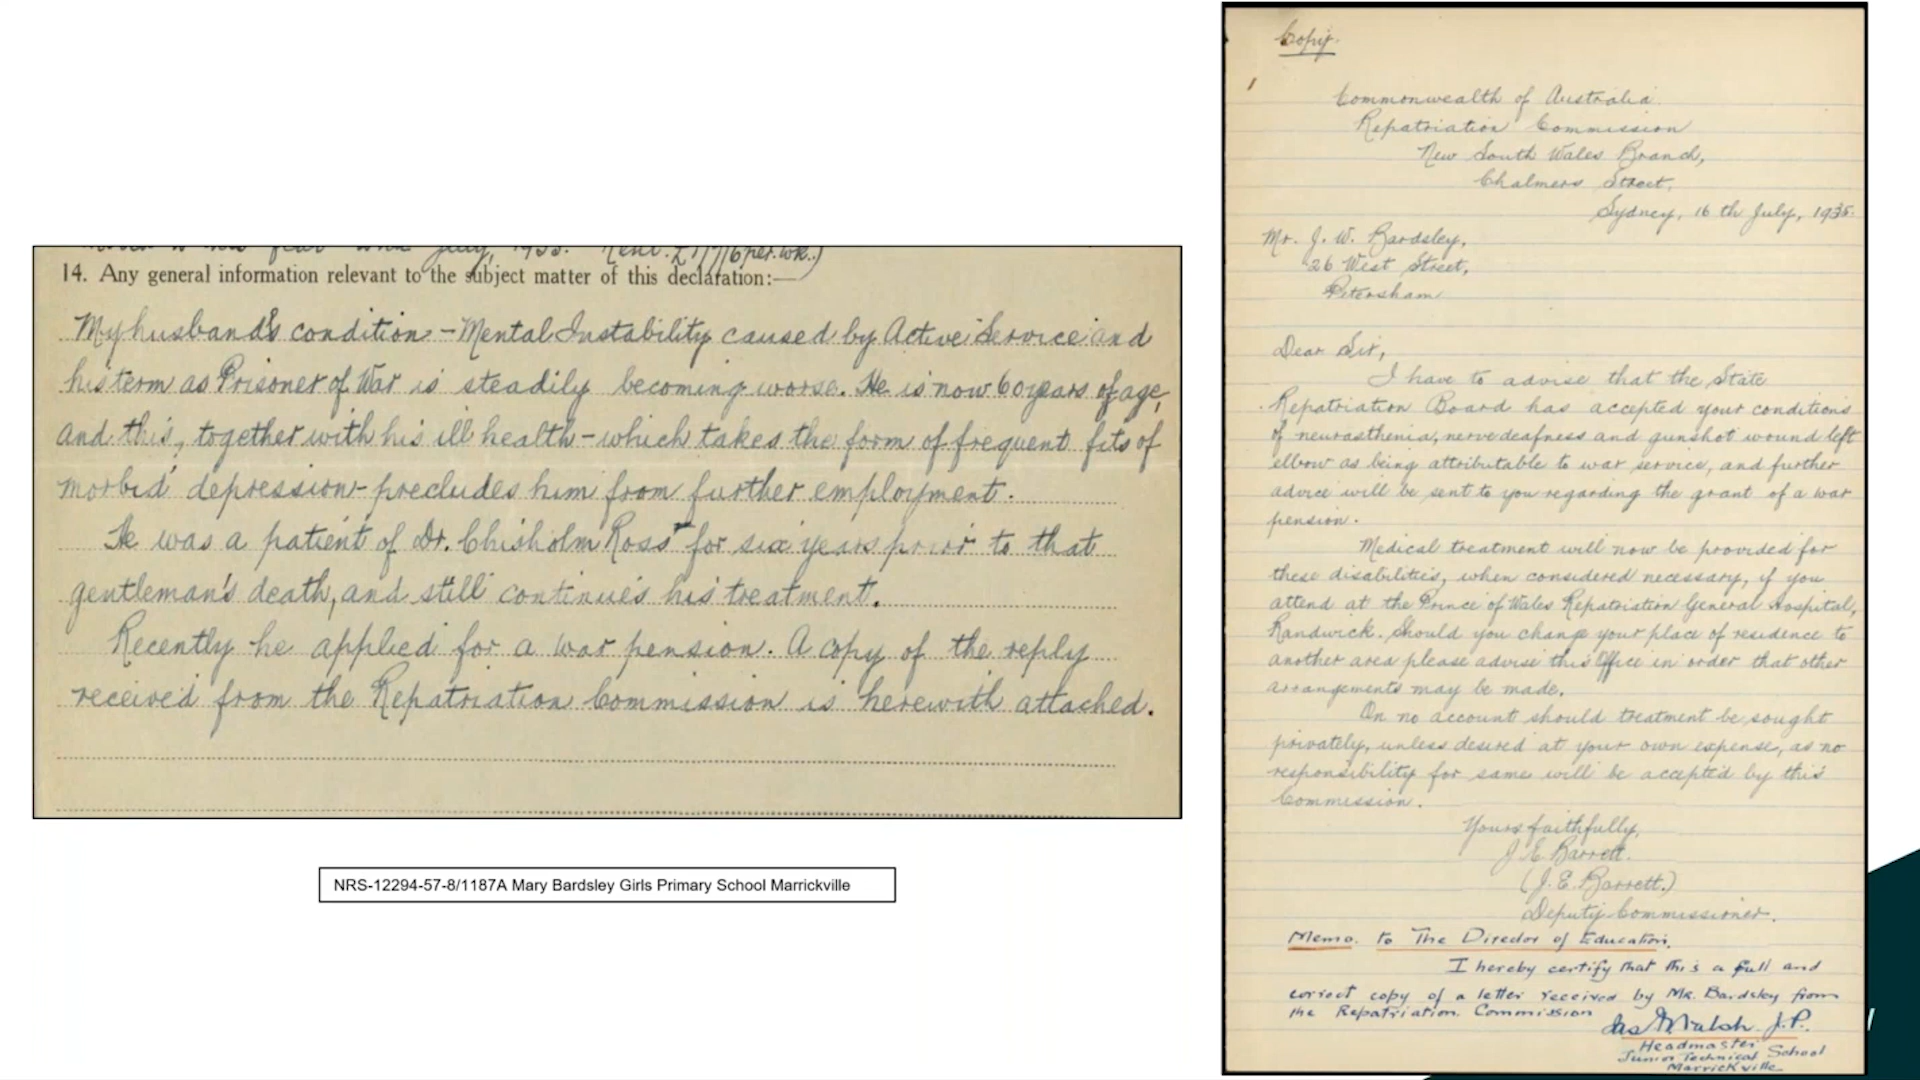 14. Any general information relevant to the subject matter of this declaration:—
My husband's condition - Mental Instability caused by Active Service and
his term as Prisoner of War is steadily becoming worse. He is now 60 years of age,
and this, together with his ill health - which takes the form of frequent fits of
morbid depression - precludes him from further employment.
He was a patient of Dr. Chisholm Ross for six years prior to that
gentleman's death, and still continues his treatment.
Recently he applied for a war pension. A copy of the reply
received from the Repatriation Commission is herewith attached.
NRS-12294-57-8/1187A Mary Bardsley Girls Primary School Marrickville
Copy.
Commonwealth of Australia
Repatriation Commission
New South Wales Branch,
Chalmers Street,
Sydney, 16th July, 1935.
Mr. J. W. Bardsley,
26 West Street,
Petersham
Dear Sir,
I have to advise that the State
Repatriation Board has accepted your conditions
of neurasthenia, nerve deafness and gunshot wound left
elbow as being attributable to war service, and further
advice will be sent to you regarding the grant of a war
pension.
Medical treatment will now be provided for
these disabilities, when considered necessary, if you
attend at the Prince of Wales Repatriation General Hospital,
Randwick. Should you change your place of residence to
another area please advise this Office in order that other
arrangements may be made.
On no account should treatment be sought
privately, unless desired at your own expense, as no
responsibility for same will be accepted by this
Commission.
Yours faithfully,
J. E. Barrett.
(J. E. Barrett.)
Deputy Commissioner.
Memo. to The Director of Education.
I hereby certify that this a full and
correct copy of a letter received by Mr. Bardsley from
the Repatriation Commission
Jas Walsh J.P.
Headmaster
Junior Technical School
Marrickville